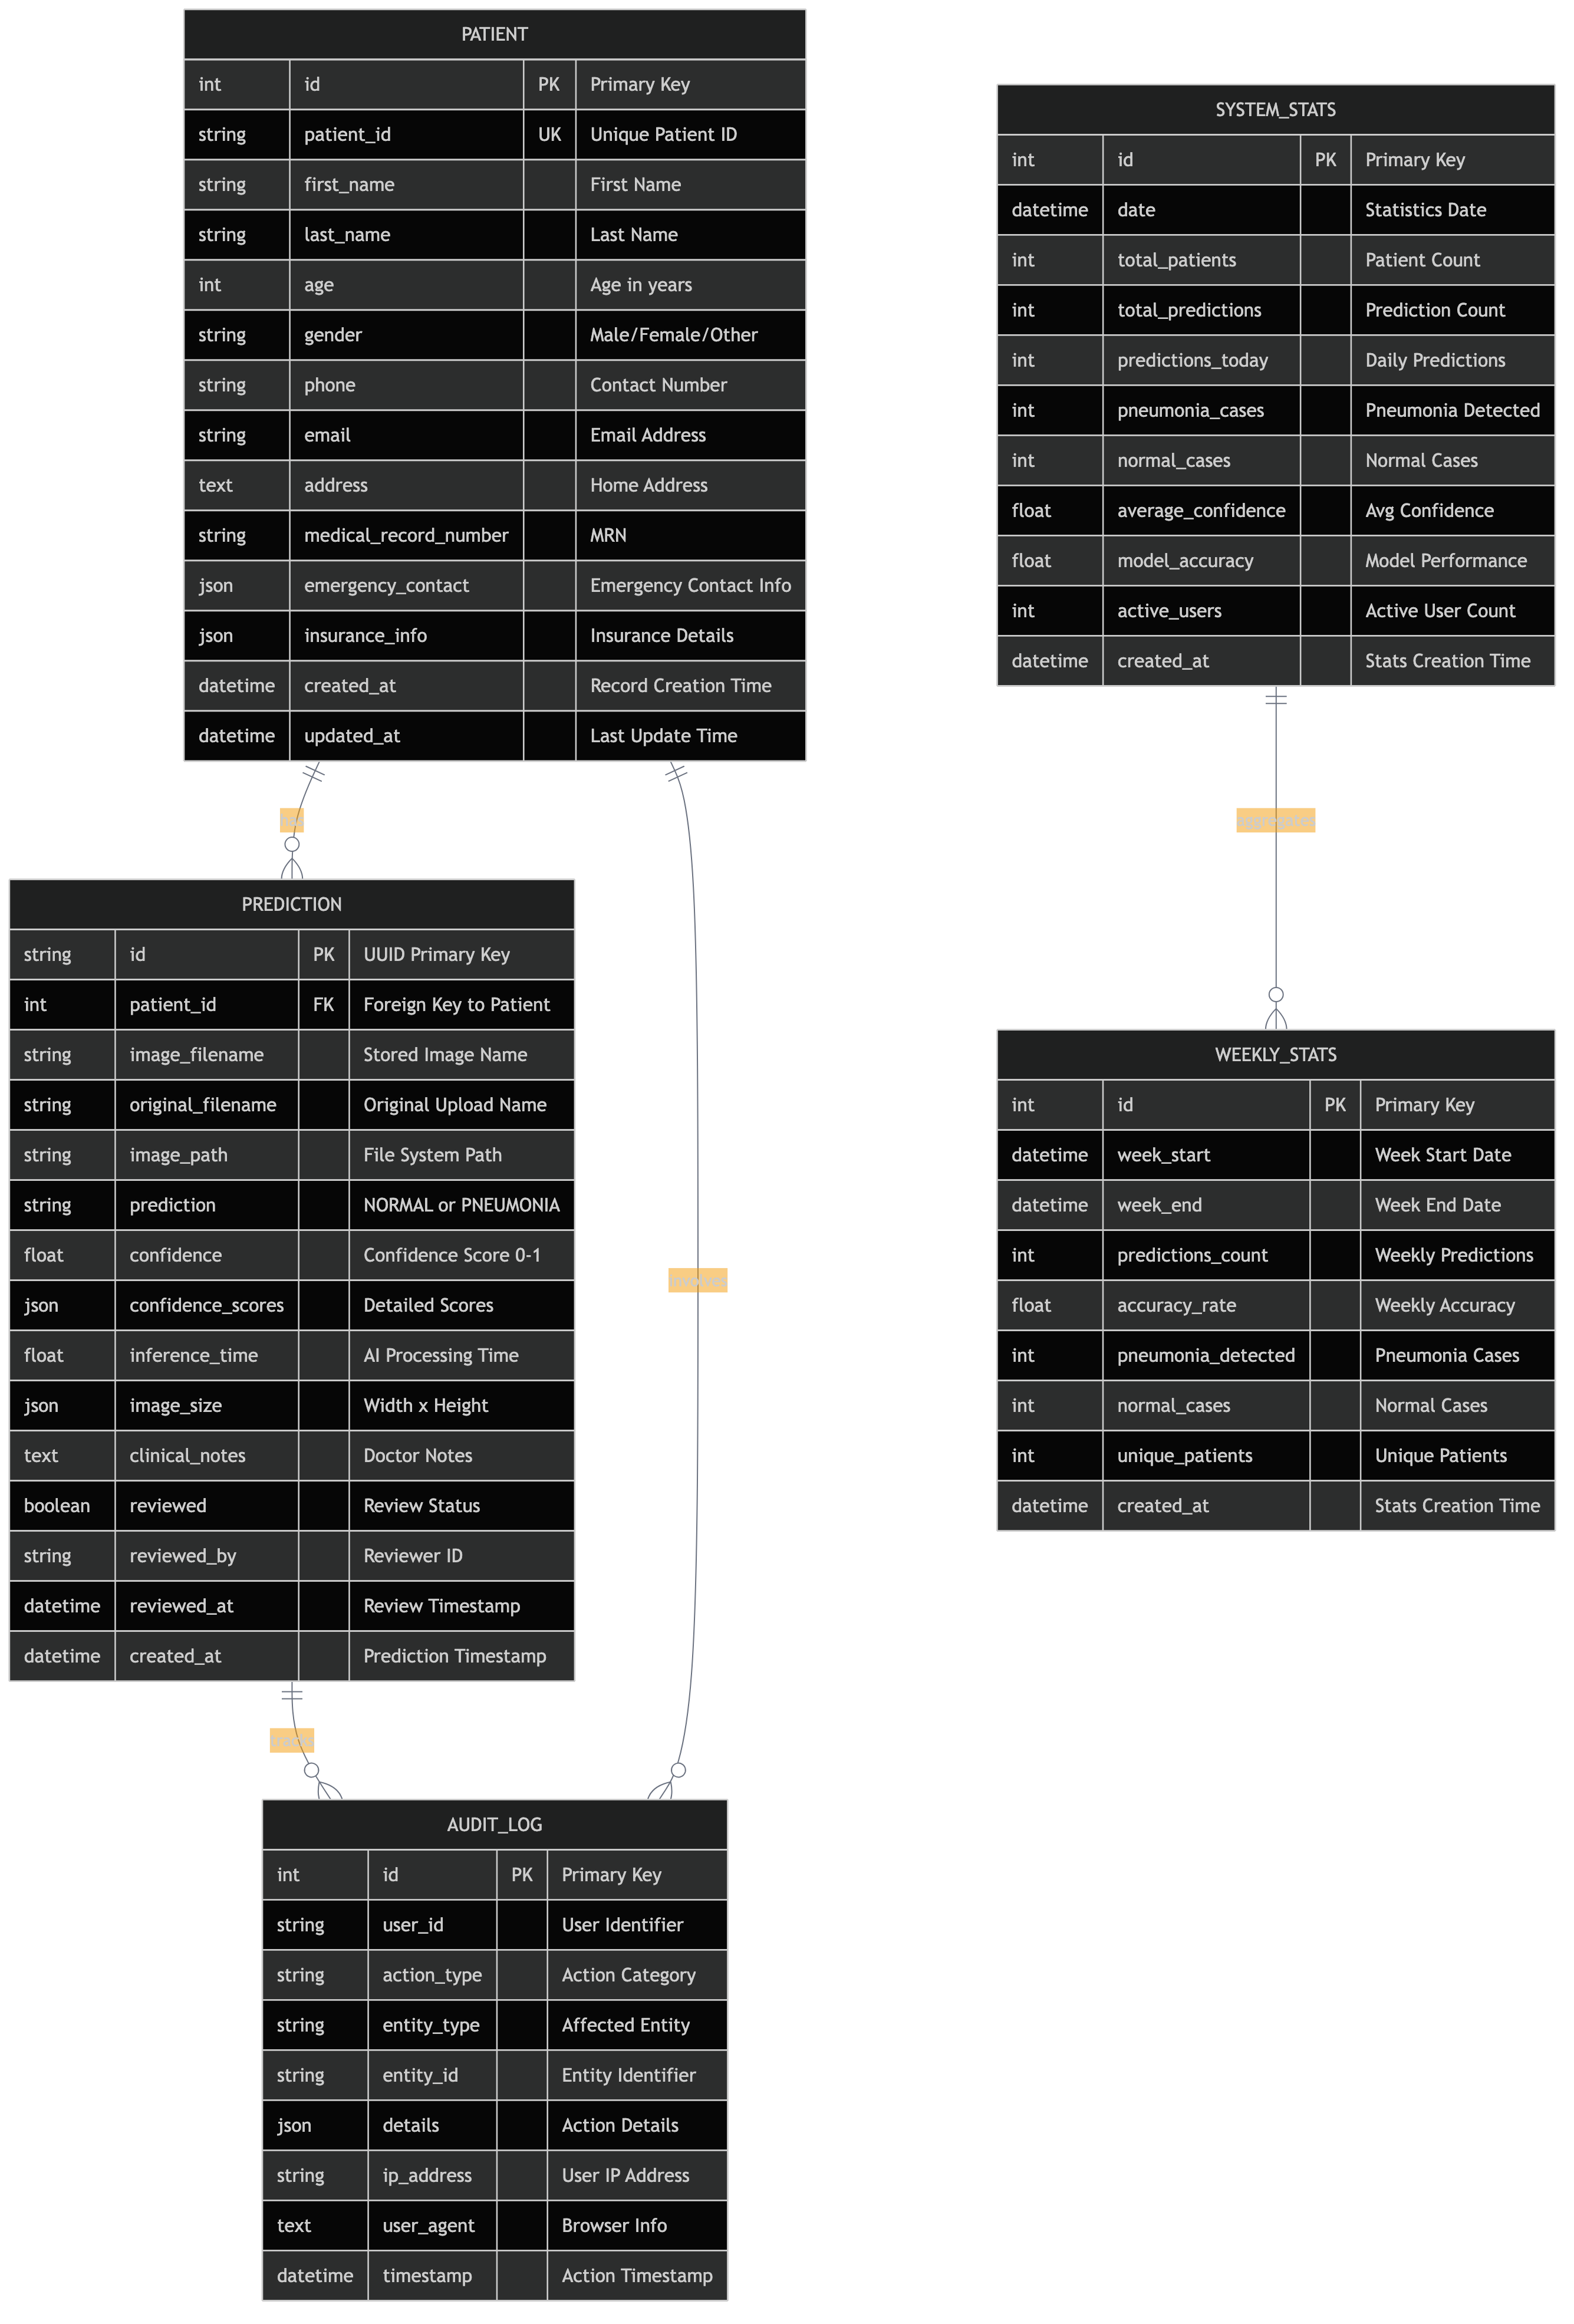 PATIENT
int id PK Primary Key
string patient_id UK Unique Patient ID
string first_name First Name
string last_name Last Name
int age Age in years
string gender Male/Female/Other
string phone Contact Number
string email Email Address
text address Home Address
string medical_record_number MRN
json emergency_contact Emergency Contact Info
json insurance_info Insurance Details
datetime created_at Record Creation Time
datetime updated_at Last Update Time
SYSTEM_STATS
int id PK Primary Key
datetime date Statistics Date
int total_patients Patient Count
int total_predictions Prediction Count
int predictions_today Daily Predictions
int pneumonia_cases Pneumonia Detected
int normal_cases Normal Cases
float average_confidence Avg Confidence
float model_accuracy Model Performance
int active_users Active User Count
datetime created_at Stats Creation Time
has
aggregates
PREDICTION
string id PK UUID Primary Key
int patient_id FK Foreign Key to Patient
string image_filename Stored Image Name
string original_filename Original Upload Name
string image_path File System Path
string prediction NORMAL or PNEUMONIA
float confidence Confidence Score 0-1
json confidence_scores Detailed Scores
float inference_time AI Processing Time
json image_size Width x Height
text clinical_notes Doctor Notes
boolean reviewed Review Status
string reviewed_by Reviewer ID
datetime reviewed_at Review Timestamp
datetime created_at Prediction Timestamp
involves
WEEKLY_STATS
int id PK Primary Key
datetime week_start Week Start Date
datetime week_end Week End Date
int predictions_count Weekly Predictions
float accuracy_rate Weekly Accuracy
int pneumonia_detected Pneumonia Cases
int normal_cases Normal Cases
int unique_patients Unique Patients
datetime created_at Stats Creation Time
tracks
AUDIT_LOG
int id PK Primary Key
string user_id User Identifier
string action_type Action Category
string entity_type Affected Entity
string entity_id Entity Identifier
json details Action Details
string ip_address User IP Address
text user_agent Browser Info
datetime timestamp Action Timestamp